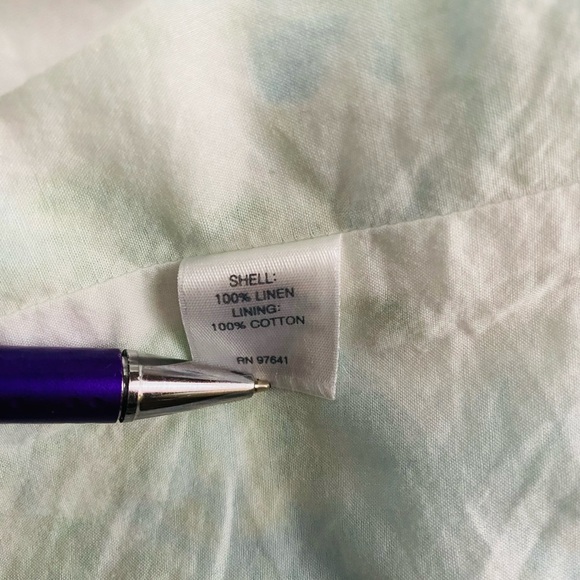 SHELL:
100% LINEN
LINING:
100% COTTON
RN 97641